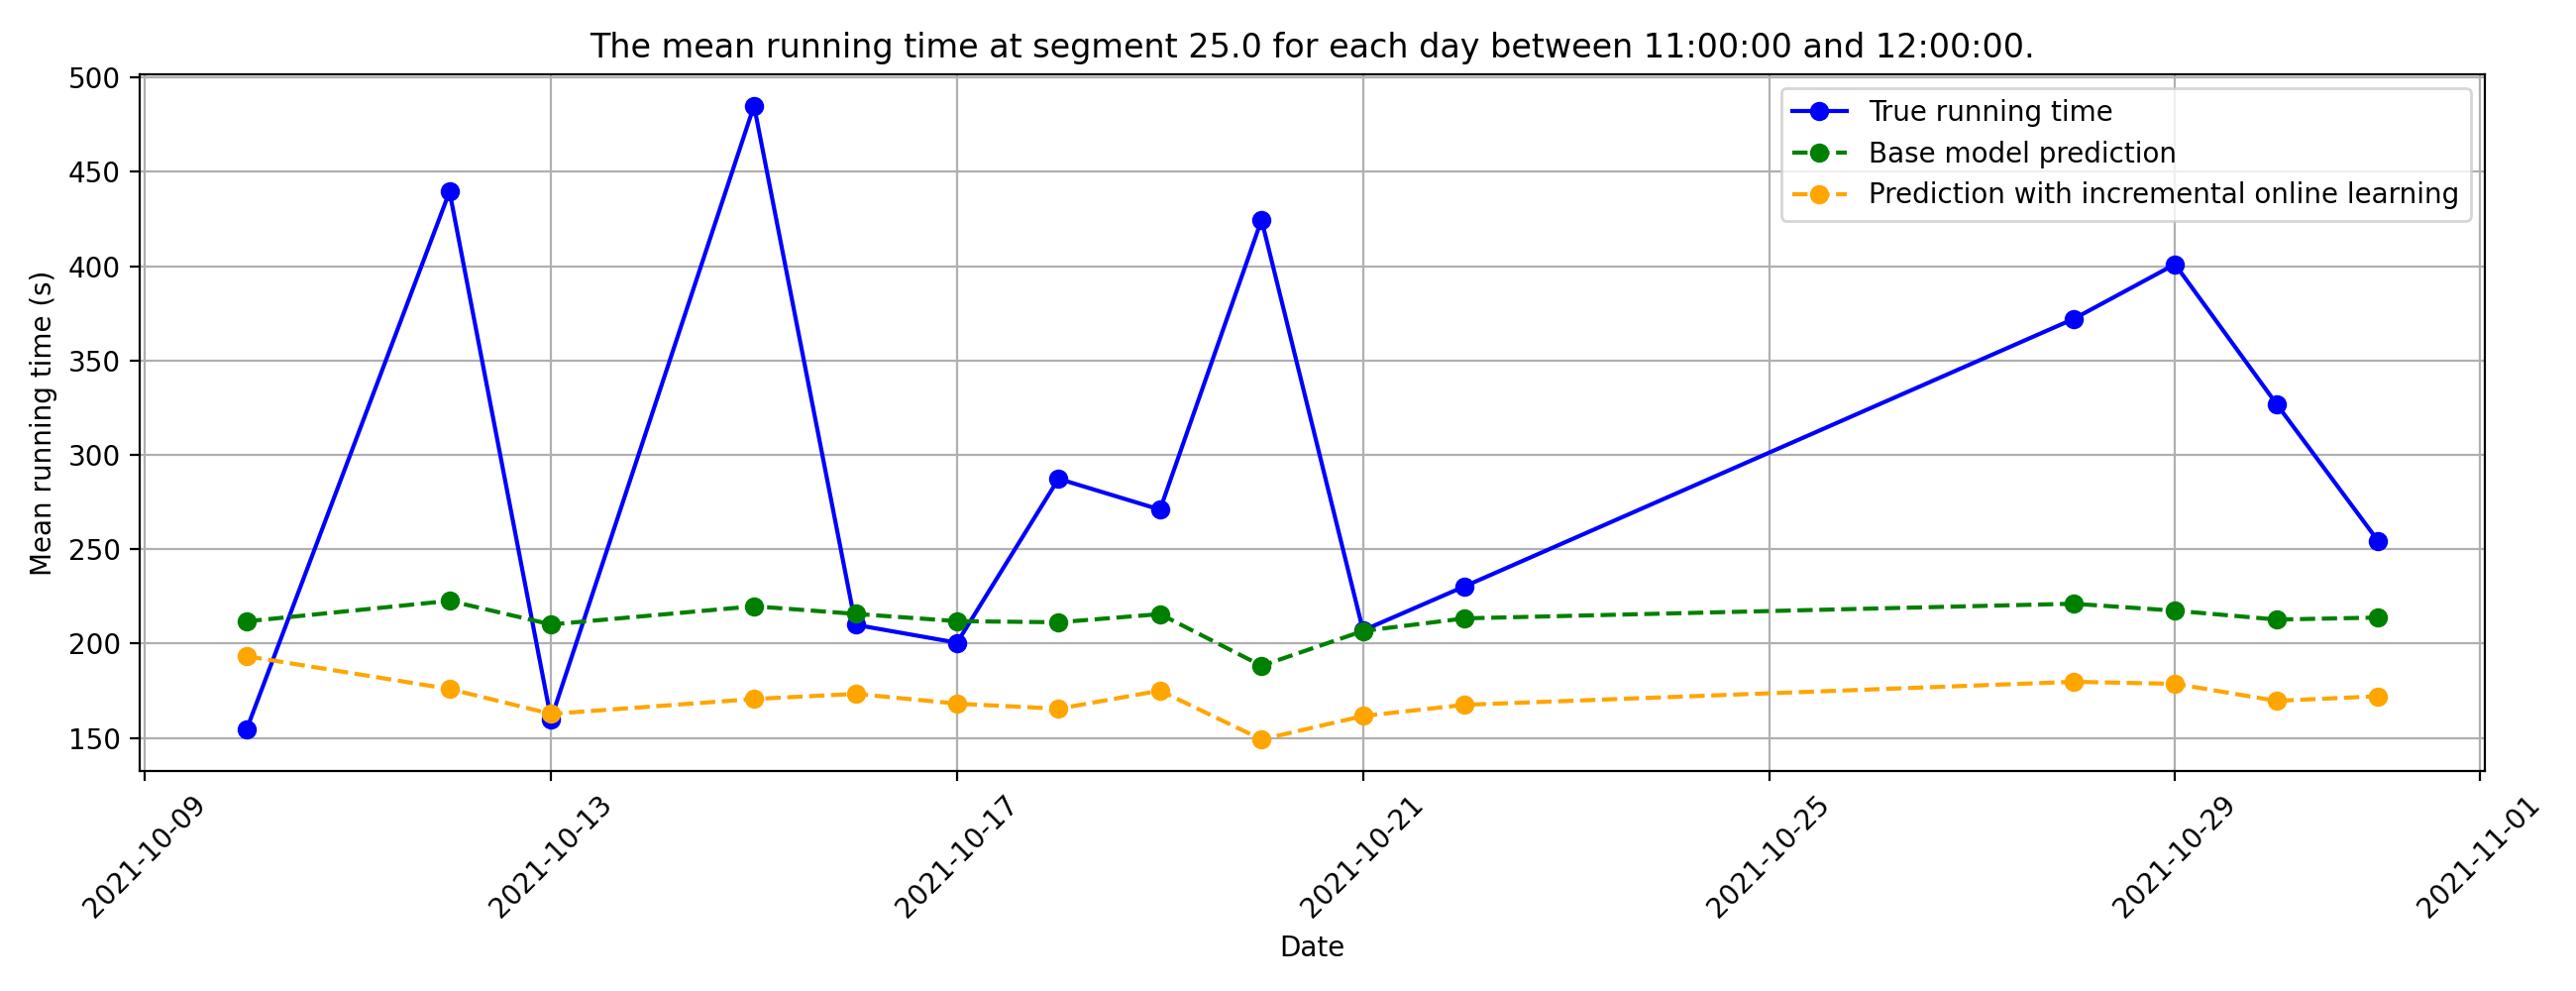 The mean running time at segment 25.0 for each day between 11:00:00 and 12:00:00.
True running time
Base model prediction
Prediction with incremental online learning
Mean running time (s)
500
450
400
350
300
250
200
150
2021-10-09
2021-10-13
2021-10-17
2021-10-21
2021-10-25
2021-10-29
2021-11-01
Date